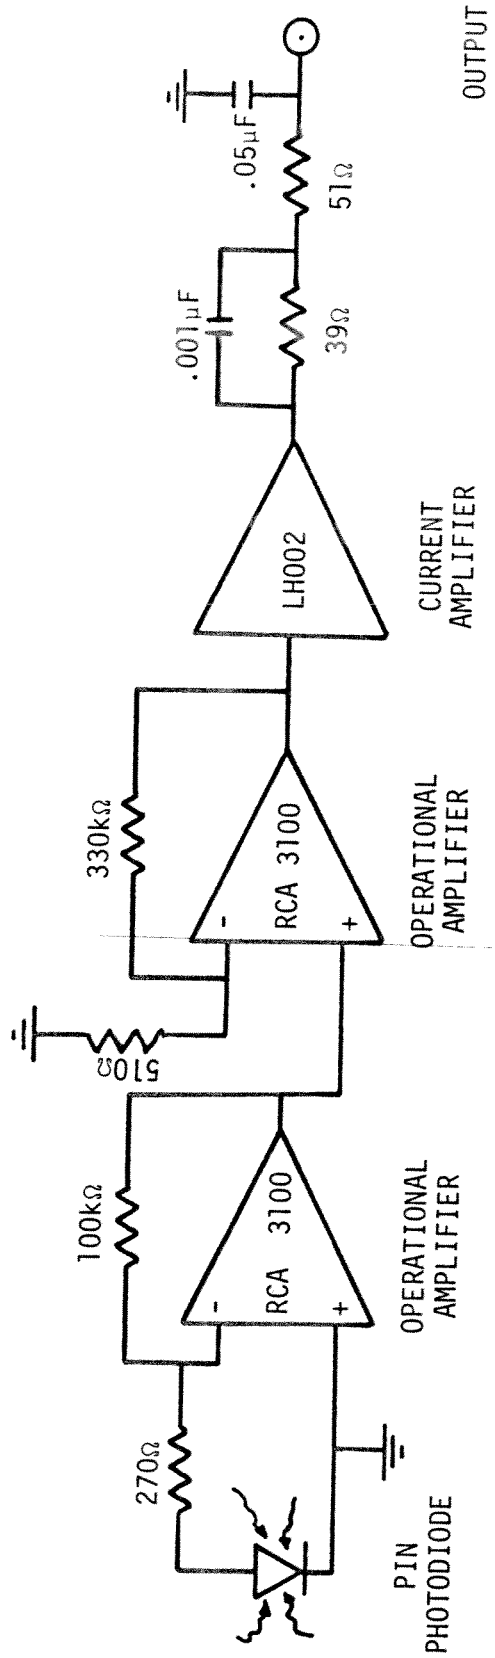 PIN
PHOTODIODE
270Ω
100kΩ
-
RCA 3100
+
OPERATIONAL
AMPLIFIER
510Ω
330kΩ
-
RCA 3100
+
OPERATIONAL
AMPLIFIER
LH002
CURRENT
AMPLIFIER
.001μF
39Ω
51Ω
.05μF
OUTPUT